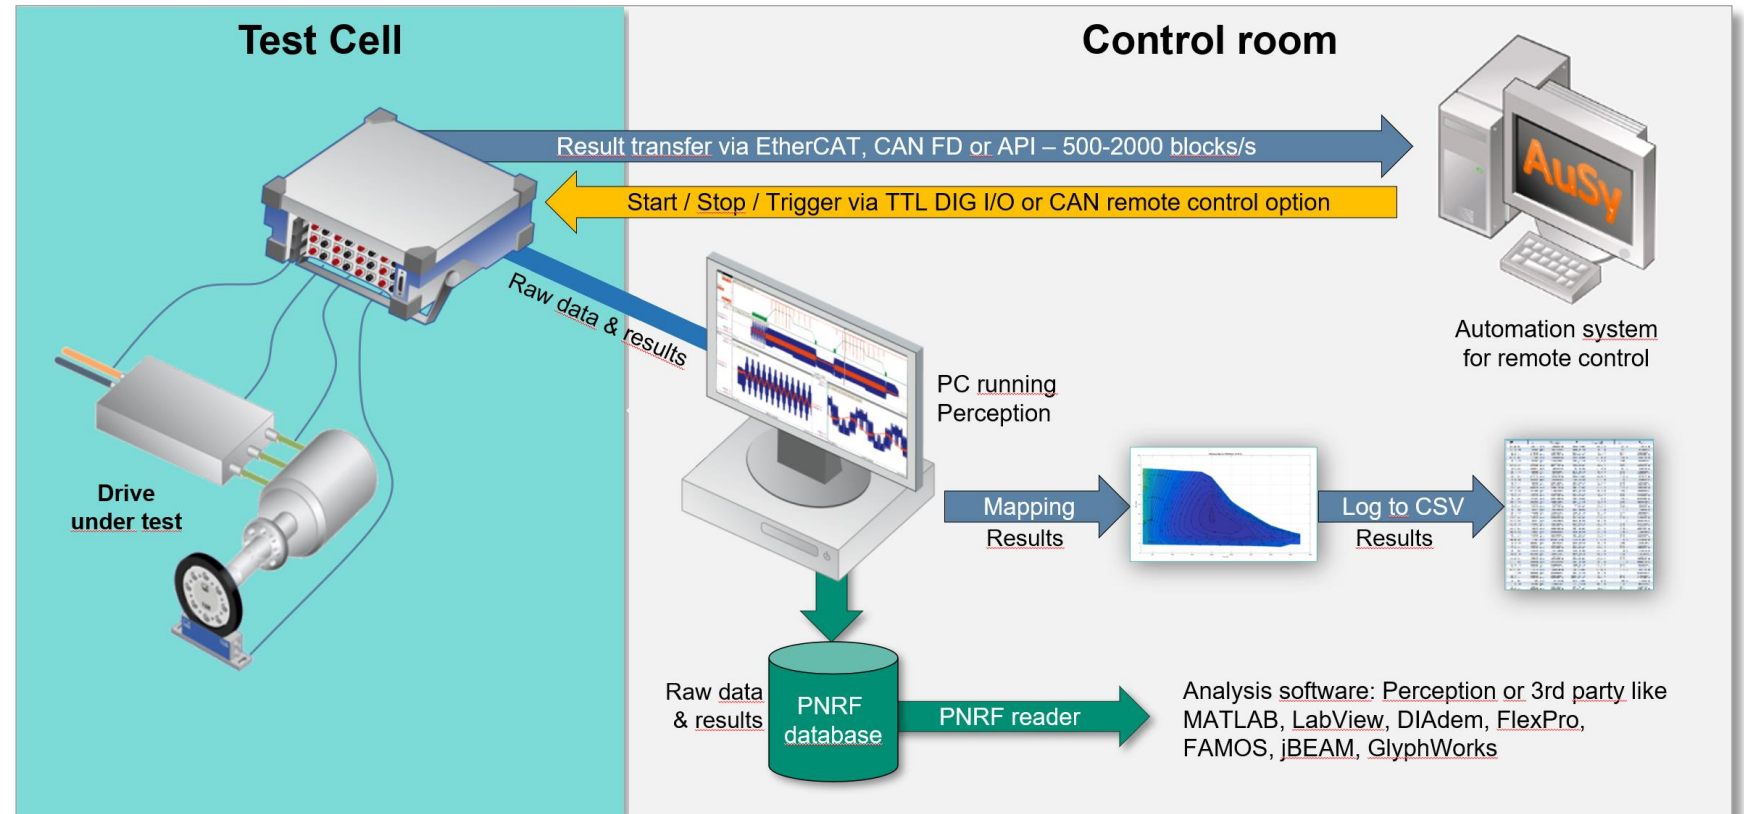 Test Cell
Control room
Result transfer via EtherCAT, CAN FD or API – 500-2000 blocks/s
Start / Stop / Trigger via TTL DIG I/O or CAN remote control option
AuSy
Automation system
for remote control
Raw data & results
PC running
Perception
Drive
under test
Mapping
Results
Log to CSV
Results
Raw data
& results
PNRF
database
PNRF reader
Analysis software: Perception or 3rd party like
MATLAB, LabView, DIAdem, FlexPro,
FAMOS, jBEAM, GlyphWorks